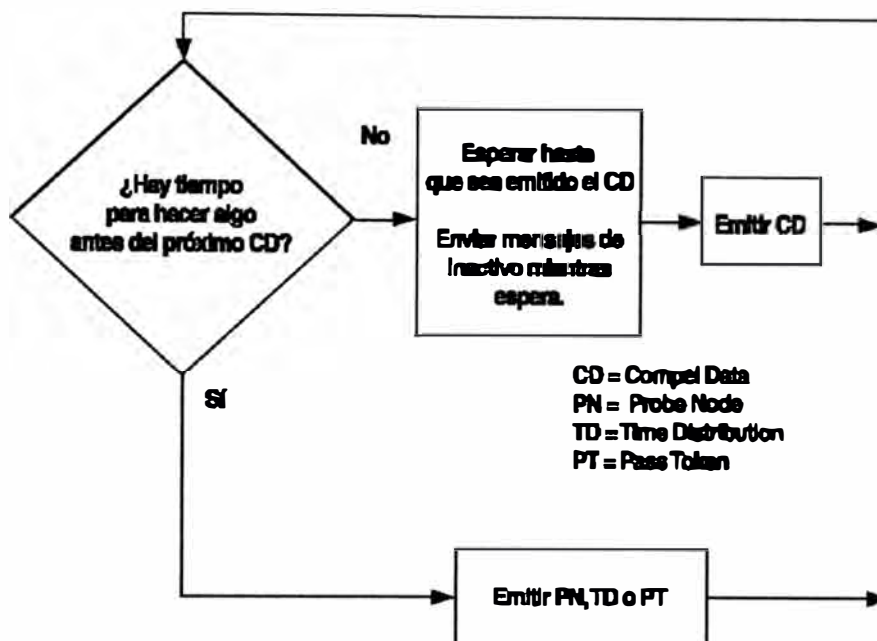 ¿Hay tiempo
para hacer algo
antes del próximo CD?
No
Esperar hasta
que sea emitido el CD
Enviar mensajes de
Inactivo mientras
espera.
Emitir CD
Sí
CD = Compel Data
PN = Probe Node
TD = Time Distribution
PT = Pass Token
Emitir PN, TD o PT